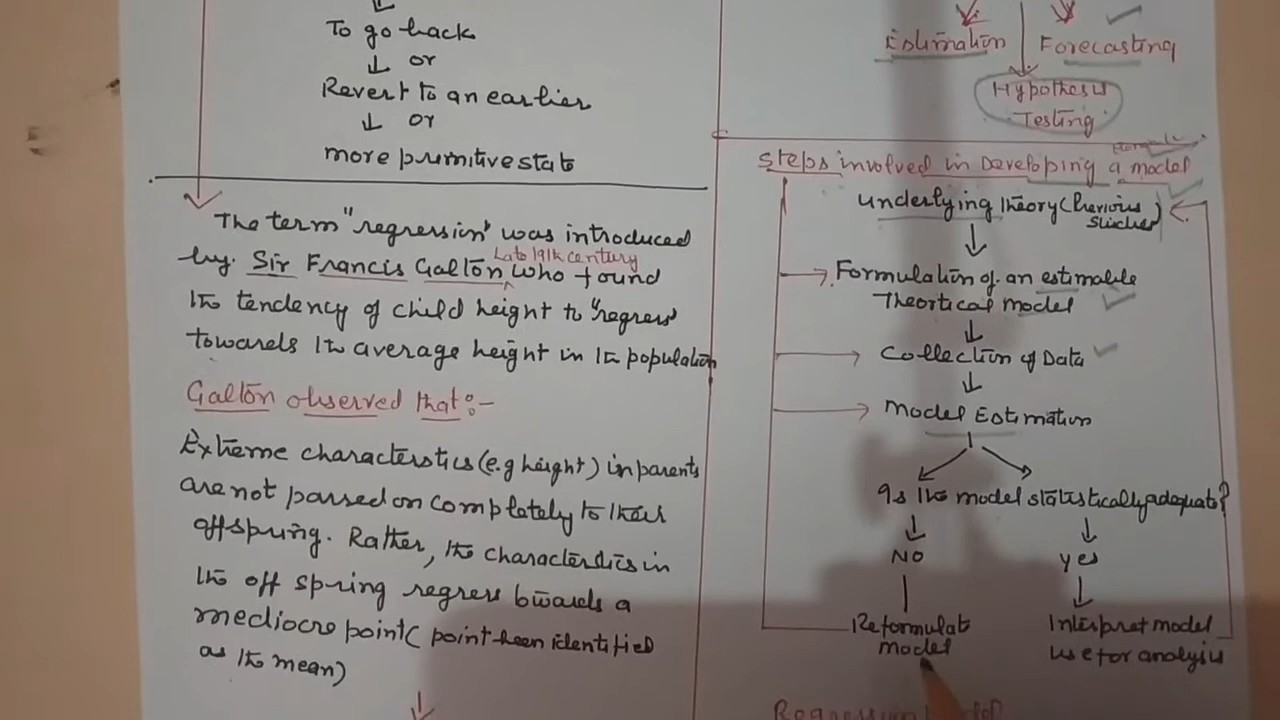 To go back
or
Revert to an earlier
or
more primitive state
The term "regression" was introduced
Late 19th century
by Sir Francis Galton who found
the tendency of child height to "regress"
towards the average height in the population
Galton observed that:-
Extreme characterstics (e.g height) in parents
are not passed on completely to their
offspring. Rather, the characterstics in
the off spring regress towards a
mediocre point (point been identified
as the mean)
Estimation
Forecasting
Hypothesis
Testing
Steps involved in Developing a model
underlying theory (Previous
Studies)
Formulation of an estimable
Theortical model
Collection of Data
Model Estimation
Is the model statistically adequate?
NO
yes
Reformulate
model
Interpret model
use for analysis
Regression model